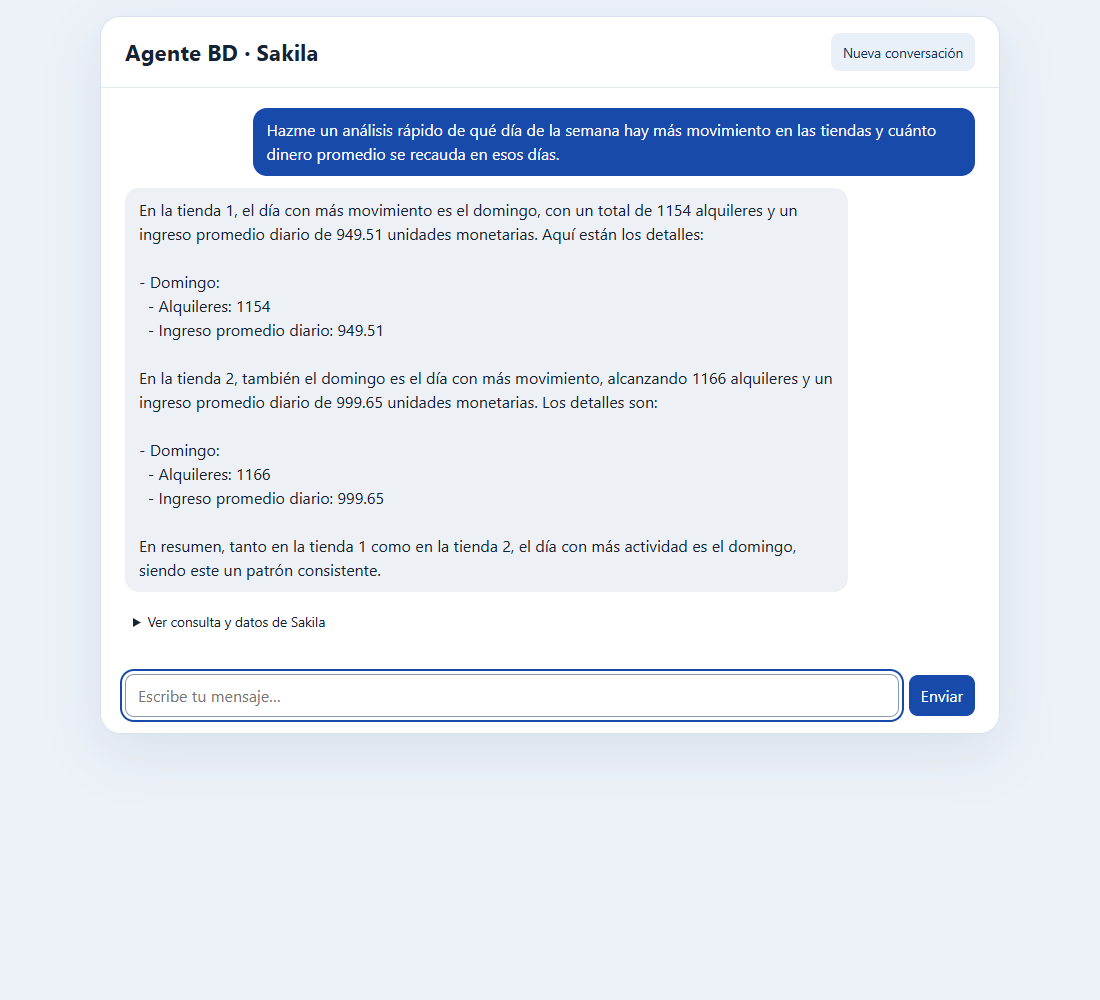 Agente BD · Sakila
Nueva conversación
Hazme un análisis rápido de qué día de la semana hay más movimiento en las tiendas y cuánto
dinero promedio se recauda en esos días.
En la tienda 1, el día con más movimiento es el domingo, con un total de 1154 alquileres y un
ingreso promedio diario de 949.51 unidades monetarias. Aquí están los detalles:
- Domingo:
- Alquileres: 1154
- Ingreso promedio diario: 949.51
En la tienda 2, también el domingo es el día con más movimiento, alcanzando 1166 alquileres y un
ingreso promedio diario de 999.65 unidades monetarias. Los detalles son:
- Domingo:
- Alquileres: 1166
- Ingreso promedio diario: 999.65
En resumen, tanto en la tienda 1 como en la tienda 2, el día con más actividad es el domingo,
siendo este un patrón consistente.
Ver consulta y datos de Sakila
Escribe tu mensaje...
Enviar